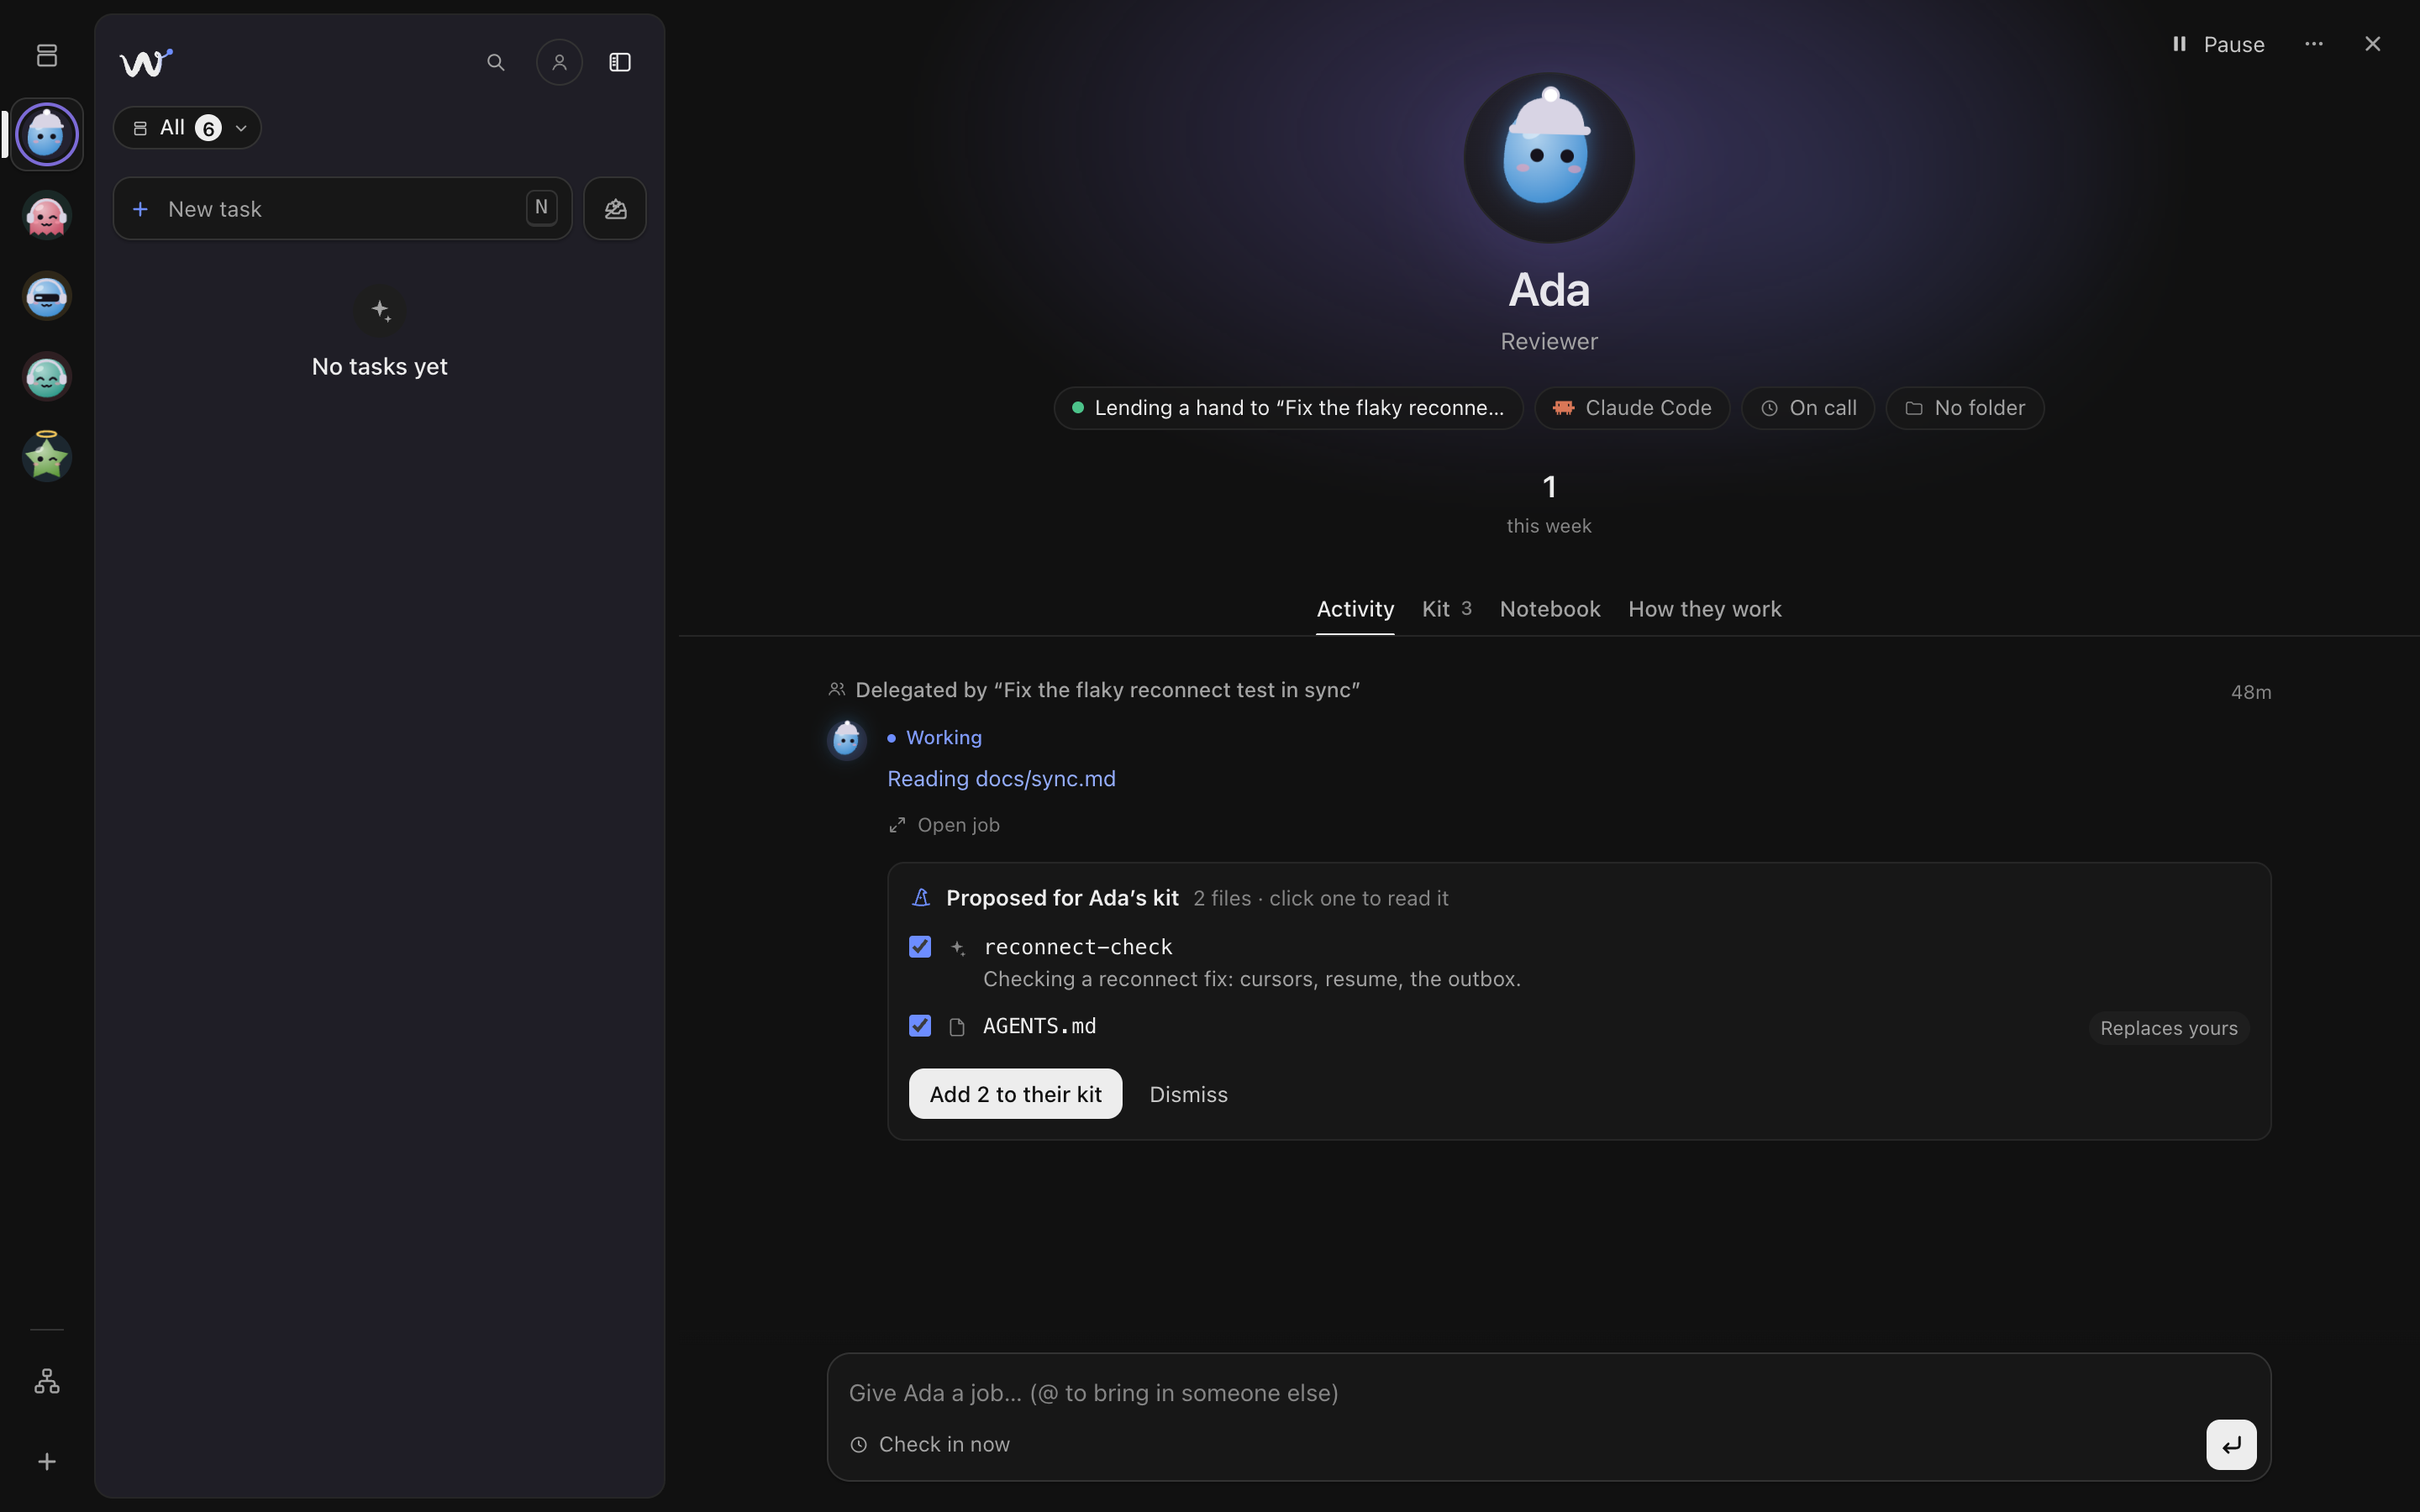 Pause
All 6
New task N
No tasks yet
Ada
Reviewer
Lending a hand to “Fix the flaky reconne...
Claude Code
On call
No folder
1
this week
Activity
Kit 3
Notebook
How they work
Delegated by “Fix the flaky reconnect test in sync”
48m
Working
Reading docs/sync.md
Open job
Proposed for Ada’s kit 2 files · click one to read it
reconnect-check
Checking a reconnect fix: cursors, resume, the outbox.
AGENTS.md
Replaces yours
Add 2 to their kit
Dismiss
Give Ada a job... (@ to bring in someone else)
Check in now